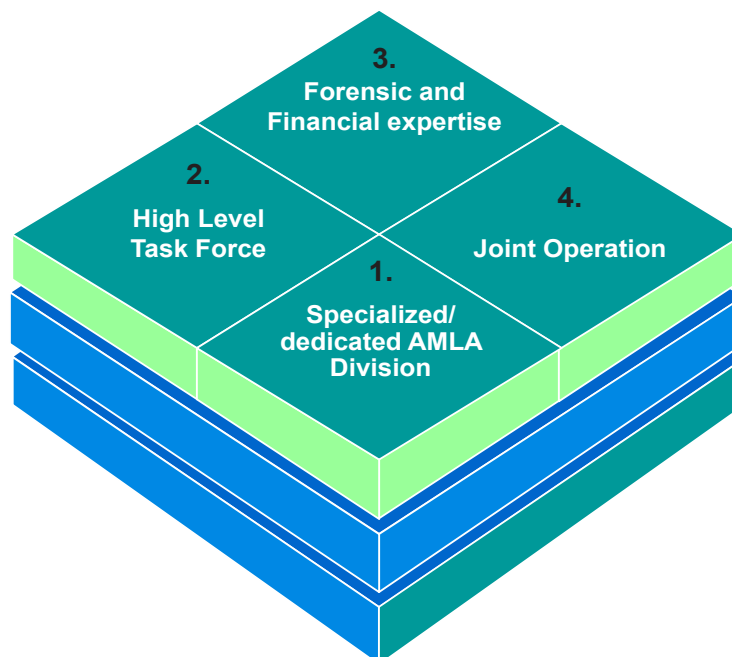 3.
Forensic and
Financial expertise
2.
High Level
Task Force
4.
Joint Operation
1.
Specialized/
dedicated AMLA
Division